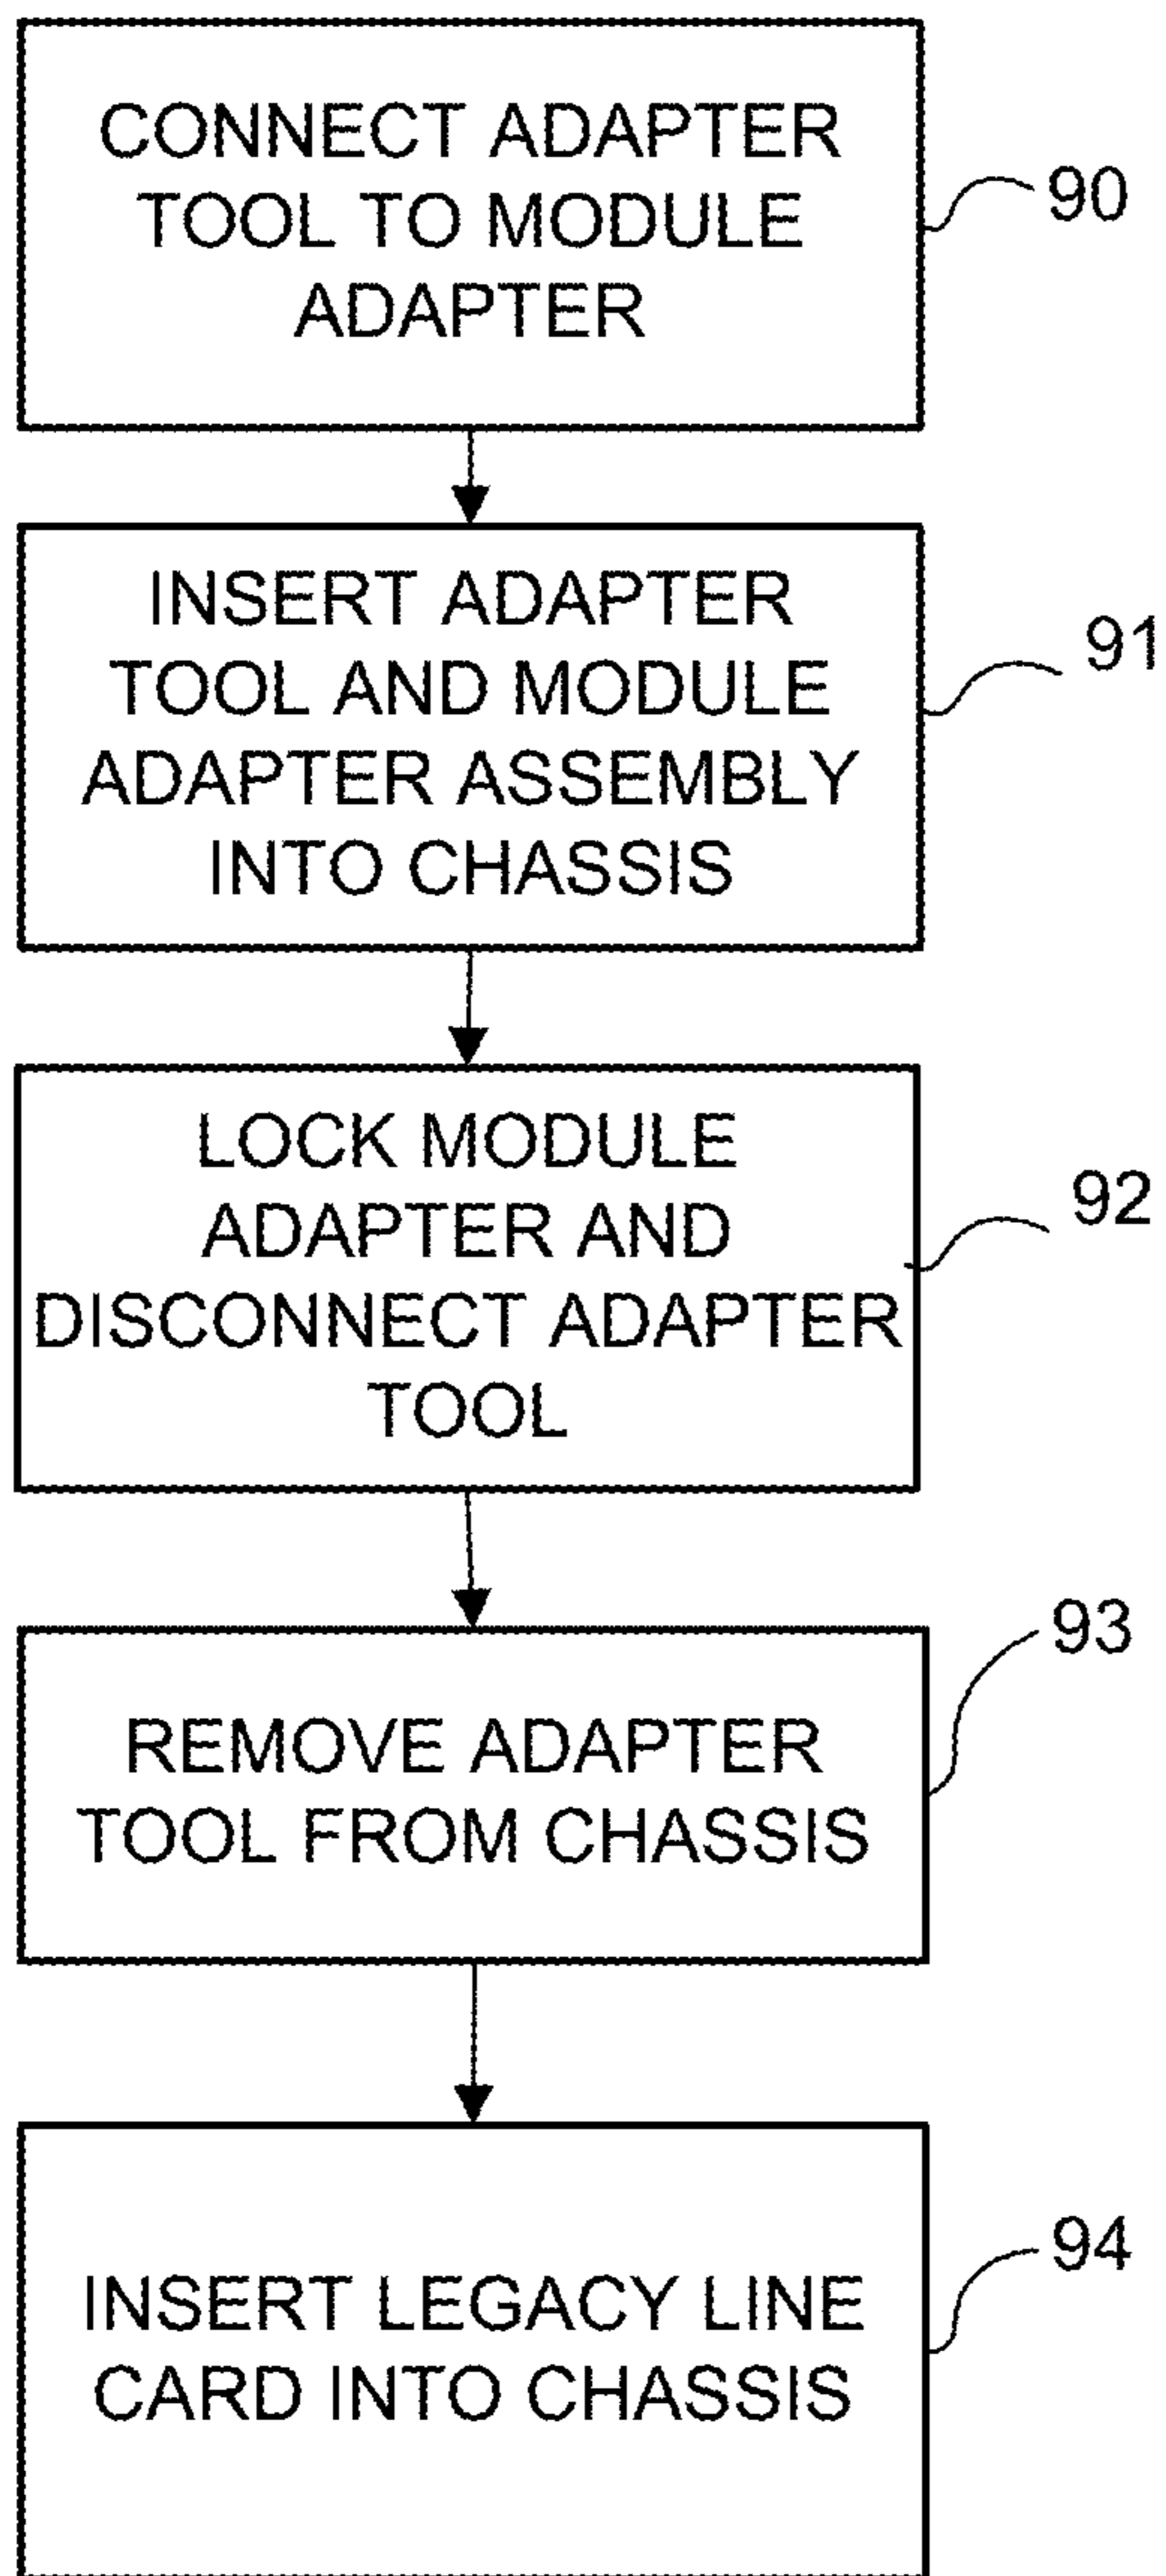 CONNECT ADAPTER
TOOL TO MODULE
ADAPTER
90
INSERT ADAPTER
TOOL AND MODULE
ADAPTER ASSEMBLY
INTO CHASSIS
91
LOCK MODULE
ADAPTER AND
DISCONNECT ADAPTER
TOOL
92
REMOVE ADAPTER
TOOL FROM CHASSIS
93
INSERT LEGACY LINE
CARD INTO CHASSIS
94